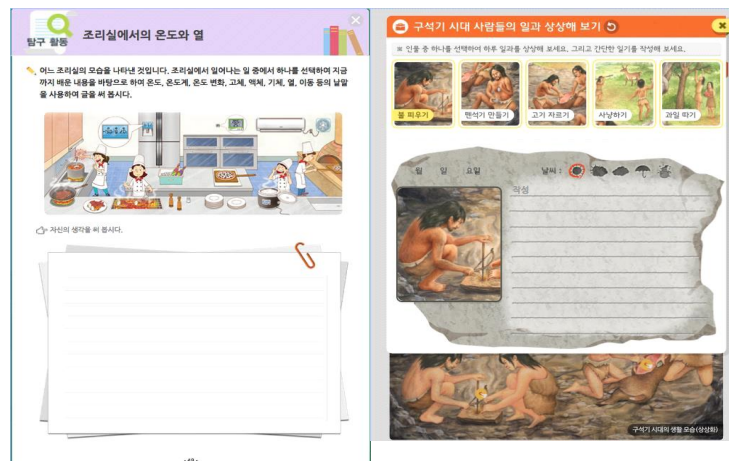 탐구 활동
조리실에서의 온도와 열
어느 조리실의 모습을 나타낸 것입니다. 조리실에서 일어나는 일 중에서 하나를 선택하여 지금
까지 배운 내용을 바탕으로 하여 온도, 온도계, 온도 변화, 고체, 액체, 기체, 열, 이동 등의 낱말
을 사용하여 글을 써 봅시다.
자신의 생각을 써 봅시다.
구석기 시대 사람들의 일과 상상해 보기
※ 인물 중 하나를 선택하여 하루 일과를 상상해 보세요. 그리고 간단한 일기를 작성해 보세요.
불 피우기
뗀석기 만들기
고기 자르기
사냥하기
과일 따기
월 일 요일 날씨 :
작성
구석기 시대의 생활 모습(상상화)